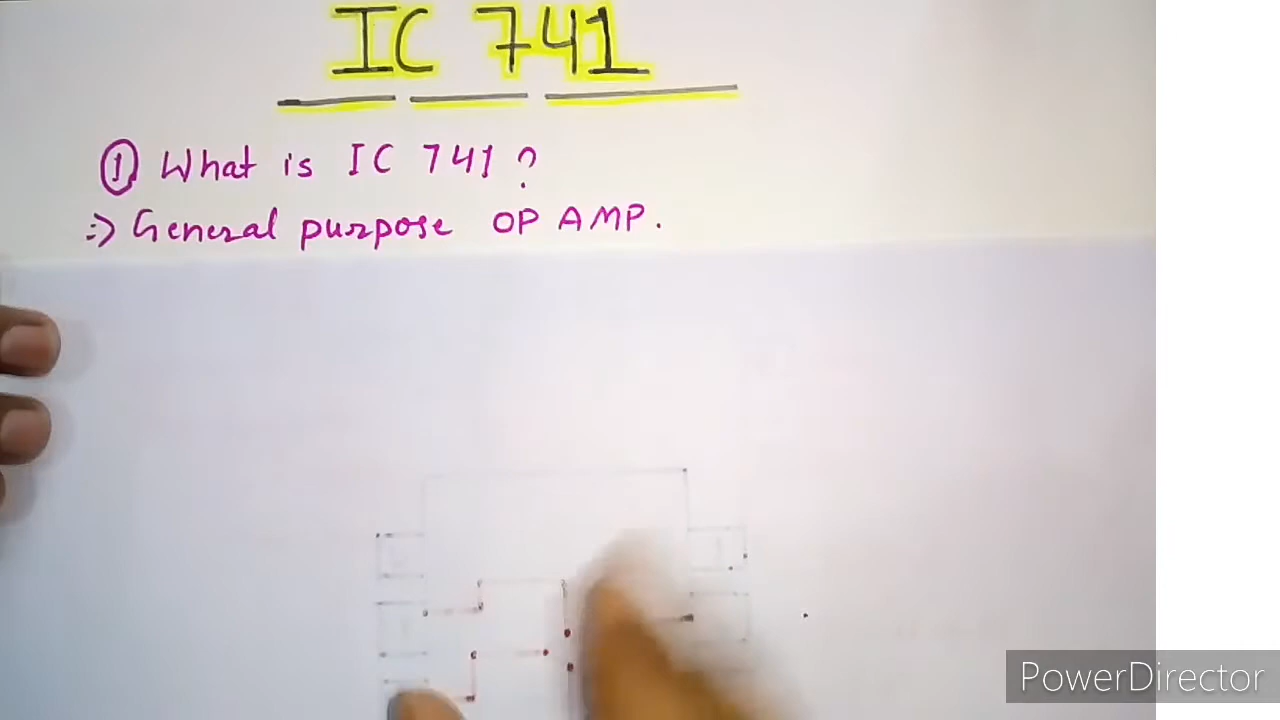 IC 741
① What is IC 741?
:=> General purpose OP AMP.
PowerDirector